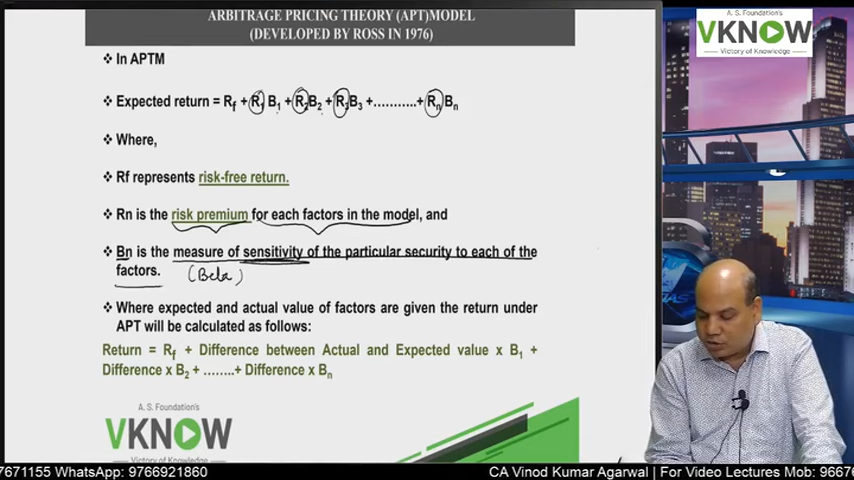 ARBITRAGE PRICING THEORY (APT)MODEL
(DEVELOPED BY ROSS IN 1976)
A. S. Foundation's
VKNOW
Victory of Knowledge
❖ In APTM
❖ Expected return = Rf + R1 B1 + R2B2 + R3B3 +...........+ Rn Bn
❖ Where,
❖ Rf represents risk-free return.
❖ Rn is the risk premium for each factors in the model, and
❖ Bn is the measure of sensitivity of the particular security to each of the
factors. (Beta)
❖ Where expected and actual value of factors are given the return under
APT will be calculated as follows:
Return = Rf + Difference between Actual and Expected value x B1 +
Difference x B2 + ........+ Difference x Bn
A. S. Foundation's
VKNOW
Victory of Knowledge
7671155 WhatsApp: 9766921860
CA Vinod Kumar Agarwal | For Video Lectures Mob: 9667